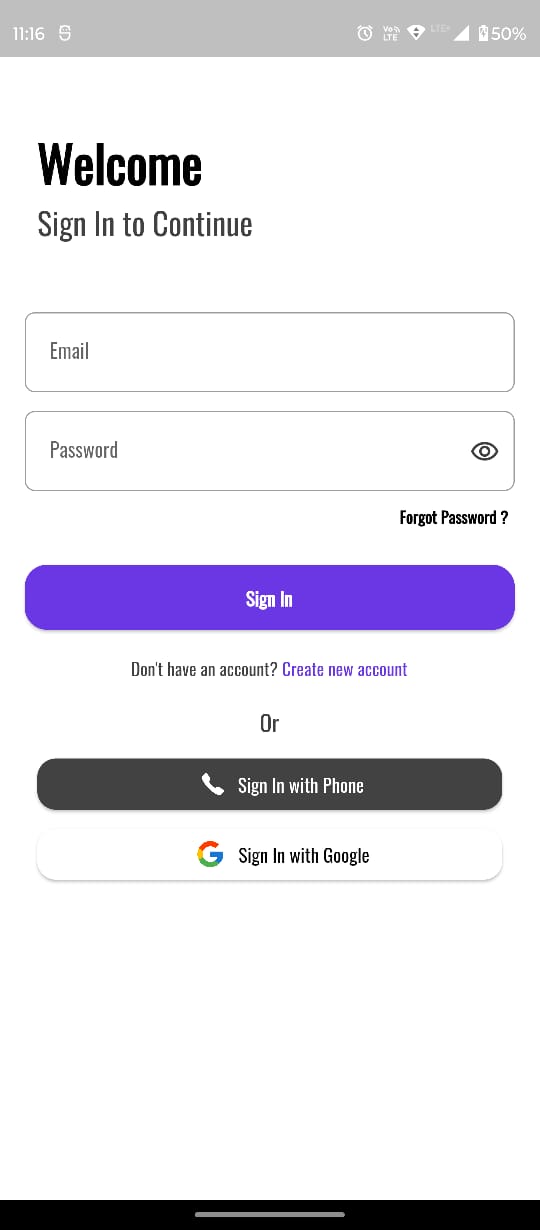 11:16 Vo LTE LTE+ 50%
Welcome
Sign In to Continue
Email
Password
Forgot Password ?
Sign In
Don't have an account? Create new account
Or
Sign In with Phone
Sign In with Google